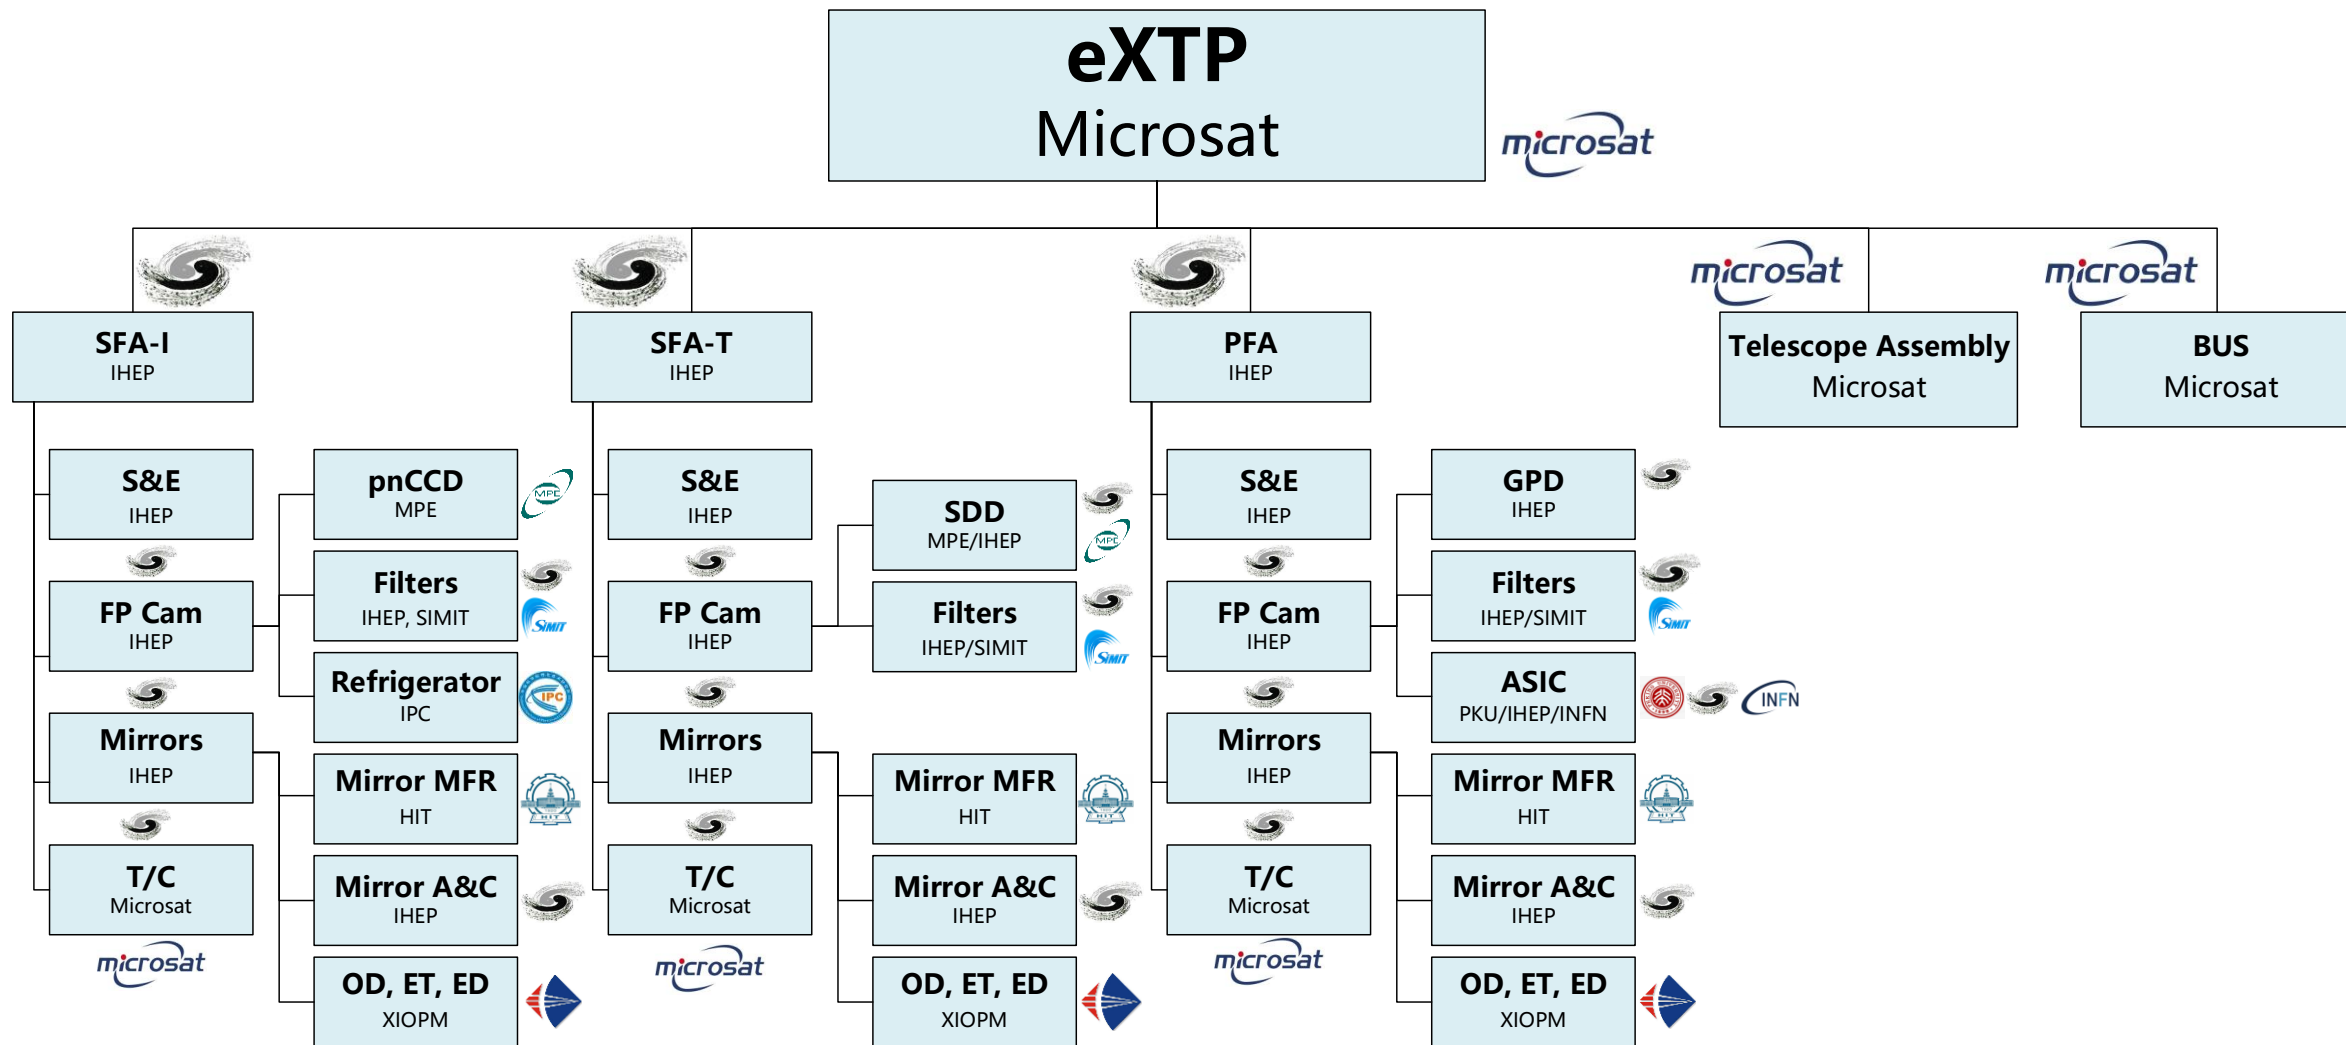 eXTP
Microsat
microsat
microsat
microsat
SFA-I
IHEP
SFA-T
IHEP
PFA
IHEP
Telescope Assembly
Microsat
BUS
Microsat
S&E
IHEP
FP Cam
IHEP
Mirrors
IHEP
T/C
Microsat
microsat
pnCCD
MPE
MPE
Filters
IHEP, SIMIT
SIMIT
Refrigerator
IPC
IPC
Mirror MFR
HIT
HIT
Mirror A&C
IHEP
OD, ET, ED
XIOPM
S&E
IHEP
FP Cam
IHEP
Mirrors
IHEP
T/C
Microsat
microsat
SDD
MPE/IHEP
MPE
Filters
IHEP/SIMIT
SIMIT
Mirror MFR
HIT
HIT
Mirror A&C
IHEP
OD, ET, ED
XIOPM
S&E
IHEP
FP Cam
IHEP
Mirrors
IHEP
T/C
Microsat
microsat
GPD
IHEP
Filters
IHEP/SIMIT
SIMIT
ASIC
PKU/IHEP/INFN
INFN
Mirror MFR
HIT
HIT
Mirror A&C
IHEP
OD, ET, ED
XIOPM